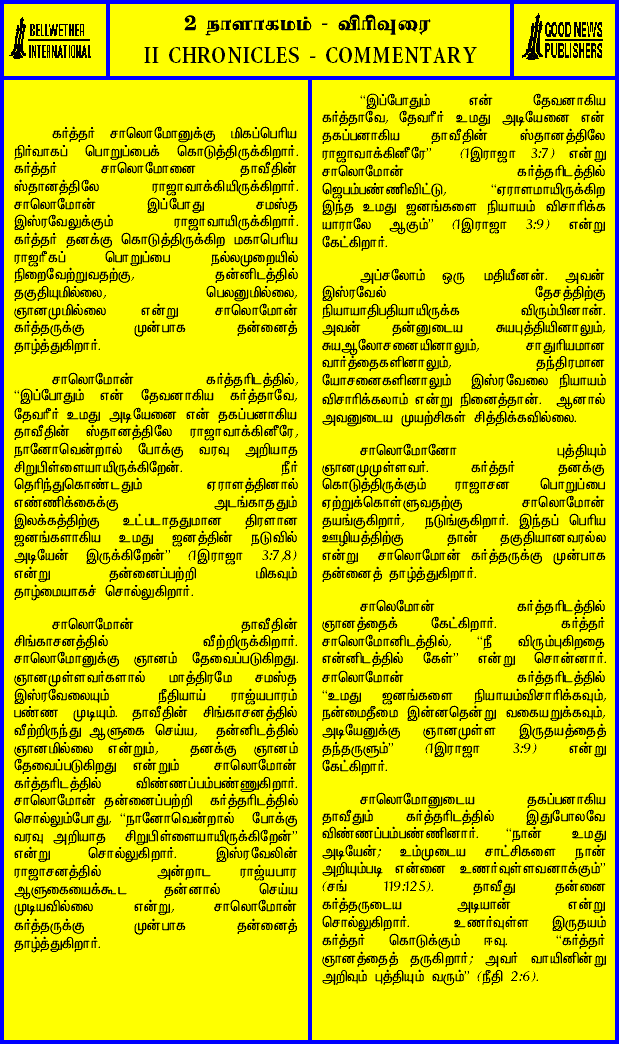 BELLWETHER
INTERNATIONAL
2 நாளாகமம் - விரிவுரை
II CHRONICLES - COMMENTARY
GOOD NEWS
PUBLISHERS
கர்த்தர் சாலொமோனுக்கு மிகப்பெரிய
நிர்வாகப் பொறுப்பைக் கொடுத்திருக்கிறார்.
கர்த்தர் சாலொமோனை தாவீதின்
ஸ்தானத்திலே ராஜாவாக்கியிருக்கிறார்.
சாலொமோன் இப்போது சமஸ்த
இஸ்ரவேலுக்கும் ராஜாவாயிருக்கிறார்.
கர்த்தர் தனக்கு கொடுத்திருக்கிற மகாபெரிய
ராஜரீகப் பொறுப்பை நல்லமுறையில்
நிறைவேற்றுவதற்கு, தன்னிடத்தில்
தகுதியுமில்லை, பெலனுமில்லை,
ஞானமுமில்லை என்று சாலொமோன்
கர்த்தருக்கு முன்பாக தன்னைத்
தாழ்த்துகிறார்.
சாலொமோன் கர்த்தரிடத்தில்,
“இப்போதும் என் தேவனாகிய கர்த்தாவே,
தேவரீர் உமது அடியேனை என் தகப்பனாகிய
தாவீதின் ஸ்தானத்திலே ராஜாவாக்கினீரே,
நானோவென்றால் போக்கு வரவு அறியாத
சிறுபிள்ளையாயிருக்கிறேன். நீர்
தெரிந்துகொண்டதும் ஏராளத்தினால்
எண்ணிக்கைக்கு அடங்காததும்
இலக்கத்திற்கு உட்படாததுமான திரளான
ஜனங்களாகிய உமது ஜனத்தின் நடுவில்
அடியேன் இருக்கிறேன்” (1இராஜா 3:7,8)
என்று தன்னைப்பற்றி மிகவும்
தாழ்மையாகச் சொல்லுகிறார்.
சாலொமோன் தாவீதின்
சிங்காசனத்தில் வீற்றிருக்கிறார்.
சாலொமோனுக்கு ஞானம் தேவைப்படுகிறது.
ஞானமுள்ளவர்களால் மாத்திரமே சமஸ்த
இஸ்ரவேலையும் நீதியாய் ராஜ்யபாரம்
பண்ண முடியும். தாவீதின் சிங்காசனத்தில்
வீற்றிருந்து ஆளுகை செய்ய, தன்னிடத்தில்
ஞானமில்லை என்றும், தனக்கு ஞானம்
தேவைப்படுகிறது என்றும் சாலொமோன்
கர்த்தரிடத்தில் விண்ணப்பம்பண்ணுகிறார்.
சாலொமோன் தன்னைப்பற்றி கர்த்தரிடத்தில்
சொல்லும்போது, “நானோவென்றால் போக்கு
வரவு அறியாத சிறுபிள்ளையாயிருக்கிறேன்”
என்று சொல்லுகிறார். இஸ்ரவேலின்
ராஜாசனத்தில் அன்றாட ராஜ்யபார
ஆளுகையைக்கூட தன்னால் செய்ய
முடியவில்லை என்று, சாலொமோன்
கர்த்தருக்கு முன்பாக தன்னைத்
தாழ்த்துகிறார்.
“இப்போதும் என் தேவனாகிய
கர்த்தாவே, தேவரீர் உமது அடியேனை என்
தகப்பனாகிய தாவீதின் ஸ்தானத்திலே
ராஜாவாக்கினீரே” (1இராஜா 3:7) என்று
சாலொமோன் கர்த்தரிடத்தில்
ஜெபம்பண்ணிவிட்டு, “ஏராளமாயிருக்கிற
இந்த உமது ஜனங்களை நியாயம் விசாரிக்க
யாராலே ஆகும்” (1இராஜா 3:9) என்று
கேட்கிறார்.
அப்சலோம் ஒரு மதியீனன். அவன்
இஸ்ரவேல் தேசத்திற்கு
நியாயாதிபதியாயிருக்க விரும்பினான்.
அவன் தன்னுடைய சுயபுத்தியினாலும்,
சுயஆலோசனையினாலும், சாதுரியமான
வார்த்தைகளினாலும், தந்திரமான
யோசனைகளினாலும் இஸ்ரவேலை நியாயம்
விசாரிக்கலாம் என்று நினைத்தான். ஆனால்
அவனுடைய முயற்சிகள் சித்திக்கவில்லை.
சாலொமோனோ புத்தியும்
ஞானமுமுள்ளவர். கர்த்தர் தனக்கு
கொடுத்திருக்கும் ராஜாசன பொறுப்பை
ஏற்றுக்கொள்ளுவதற்கு சாலொமோன்
தயங்குகிறார், நடுங்குகிறார். இந்தப் பெரிய
ஊழியத்திற்கு தான் தகுதியானவரல்ல
என்று சாலொமோன் கர்த்தருக்கு முன்பாக
தன்னைத் தாழ்த்துகிறார்.
சாலெமோன் கர்த்தரிடத்தில்
ஞானத்தைக் கேட்கிறார். கர்த்தர்
சாலொமோனிடத்தில், “நீ விரும்புகிறதை
என்னிடத்தில் கேள்” என்று சொன்னார்.
சாலொமோன் கர்த்தரிடத்தில்
“உமது ஜனங்களை நியாயம்விசாரிக்கவும்,
நன்மைதீமை இன்னதென்று வகையறுக்கவும்,
அடியேனுக்கு ஞானமுள்ள இருதயத்தைத்
தந்தருளும்” (1இராஜா 3:9) என்று
கேட்கிறார்.
சாலொமோனுடைய தகப்பனாகிய
தாவீதும் கர்த்தரிடத்தில் இதுபோலவே
விண்ணப்பம்பண்ணினார். “நான் உமது
அடியேன்; உம்முடைய சாட்சிகளை நான்
அறியும்படி என்னை உணர்வுள்ளவனாக்கும்”
(சங் 119:125). தாவீது தன்னை
கர்த்தருடைய அடியான் என்று
சொல்லுகிறார். உணர்வுள்ள இருதயம்
கர்த்தர் கொடுக்கும் ஈவு. “கர்த்தர்
ஞானத்தைத் தருகிறார்; அவர் வாயினின்று
அறிவும் புத்தியும் வரும்” (நீதி 2:6).